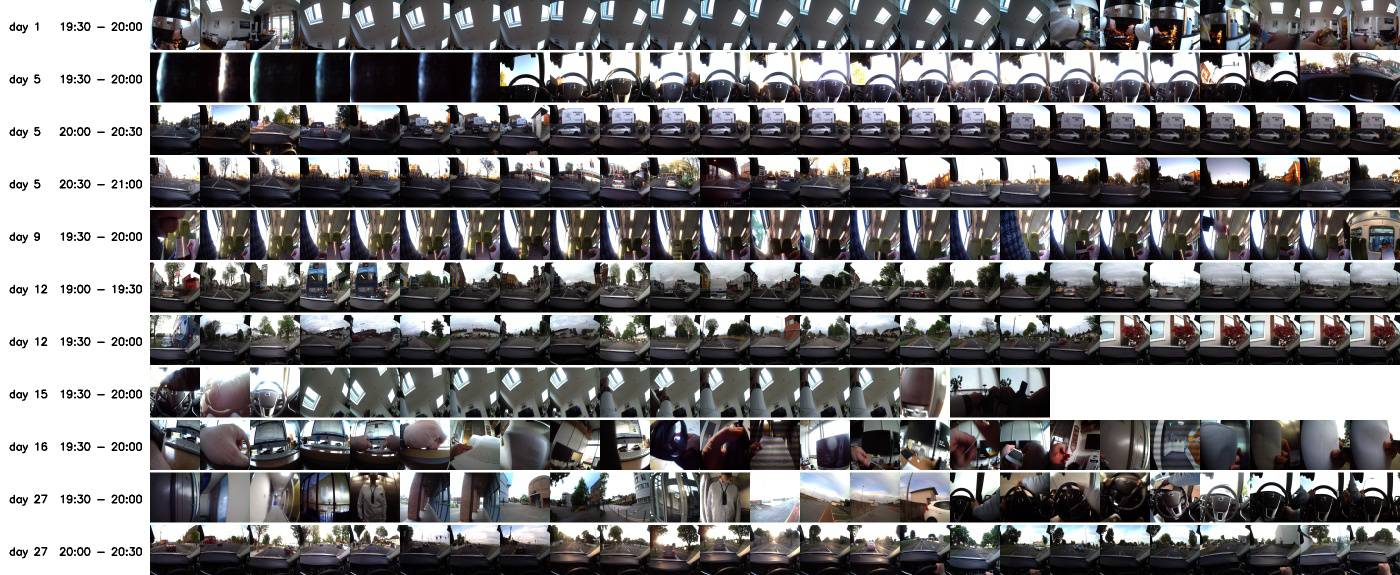 day 1 19:30 – 20:00
day 5 19:30 – 20:00
day 5 20:00 – 20:30
day 5 20:30 – 21:00
day 9 19:30 – 20:00
day 12 19:00 – 19:30
day 12 19:30 – 20:00
day 15 19:30 – 20:00
day 16 19:30 – 20:00
day 27 19:30 – 20:00
day 27 20:00 – 20:30